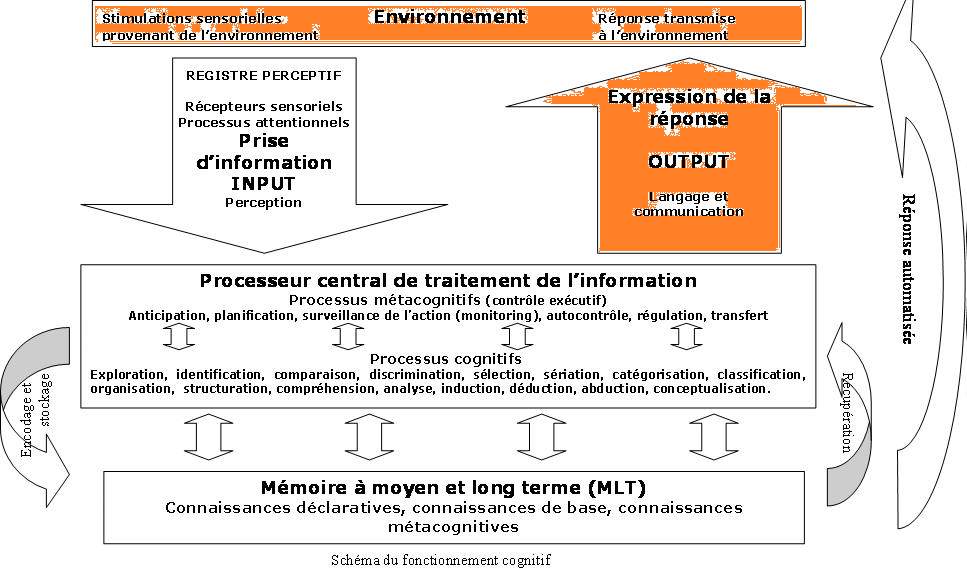 Environnement
Stimulations sensorielles
provenant de l'environnement
Réponse transmise
à l'environnement
REGISTRE PERCEPTIF
Récepteurs sensoriels
Processus attentionnels
Prise
d'information
INPUT
Perception
Expression de la
réponse
OUTPUT
Langage et
communication
Réponse automatisée
Processeur central de traitement de l'information
Processus métacognitifs (contrôle exécutif)
Anticipation, planification, surveillance de l'action (monitoring), autocontrôle, régulation, transfert
Processus cognitifs
Exploration, identification, comparaison, discrimination, sélection, sériation, catégorisation, classification,
organisation, structuration, compréhension, analyse, induction, déduction, abduction, conceptualisation.
Encodage et
stockage
Récupération
Mémoire à moyen et long terme (MLT)
Connaissances déclaratives, connaissances de base, connaissances
métacognitives
Schéma du fonctionnement cognitif